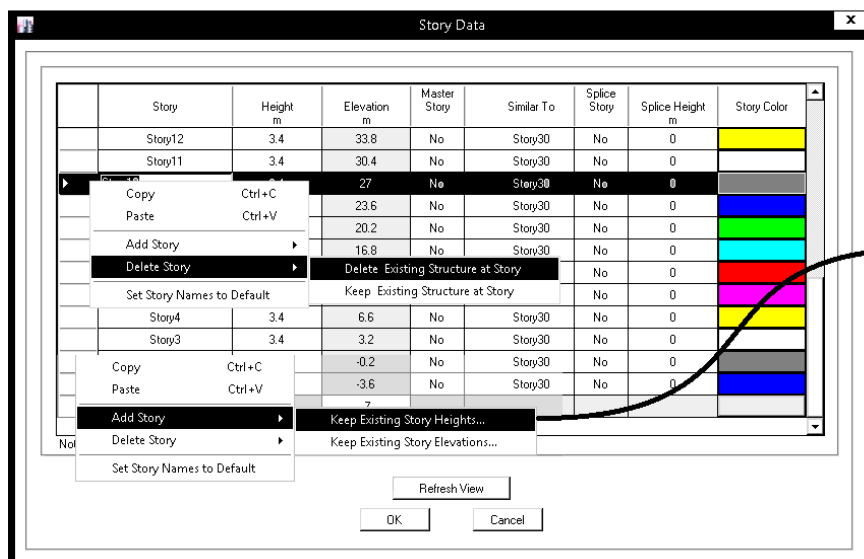 Story Data
x
Story Height m Elevation m Master Story Similar To Splice Story Splice Height m Story Color
Story12 3.4 33.8 No Story30 No 0
Story11 3.4 30.4 No Story30 No 0
27 No Story30 No 0
Copy Ctrl+C 23.6 No Story30 No 0
Paste Ctrl+V 20.2 No Story30 No 0
Add Story 16.8 No Story30 No 0
Delete Story Delete Existing Structure at Story No 0
Set Story Names to Default Keep Existing Structure at Story No 0
Story4 3.4 6.6 No Story30 No 0
Story3 3.4 3.2 No Story30 No 0
Copy Ctrl+C -0.2 No Story30 No 0
Paste Ctrl+V -3.6 No Story30 No 0
Add Story Keep Existing Story Heights...
Delete Story Keep Existing Story Elevations...
Set Story Names to Default
Refresh View
OK Cancel